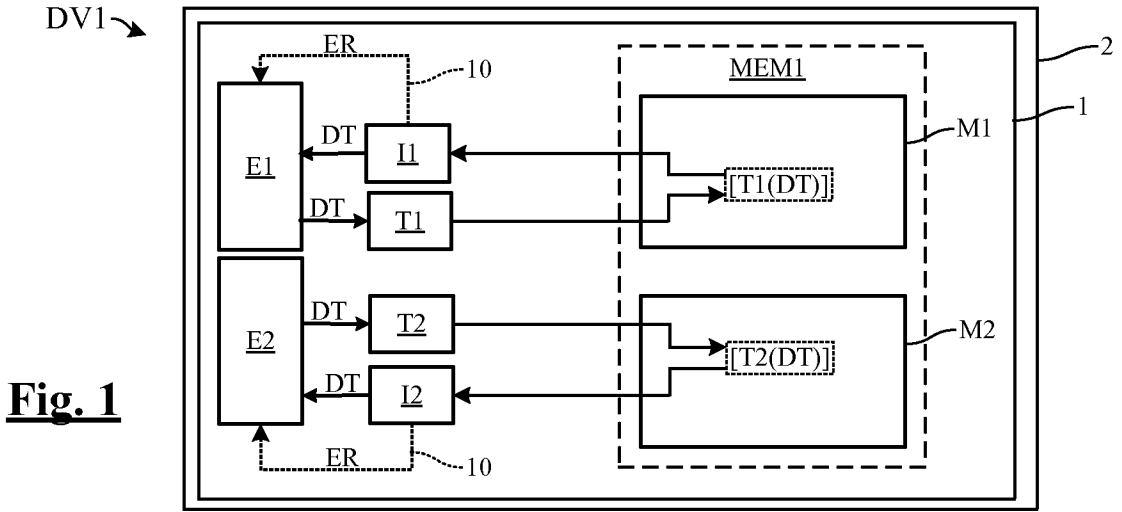 DV1
2
ER
10
MEM1
1
M1
DT
I1
E1
[T1(DT)]
DT
T1
DT
T2
E2
M2
[T2(DT)]
DT
I2
Fig. 1
ER
10